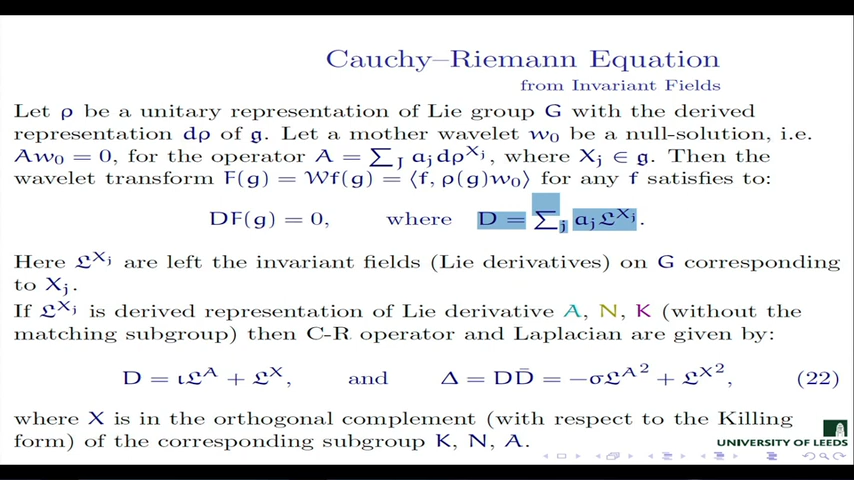 Cauchy–Riemann Equation
from Invariant Fields
Let ρ be a unitary representation of Lie group G with the derived
representation dρ of 𝔤. Let a mother wavelet w₀ be a null-solution, i.e.
Aw₀ = 0, for the operator A = ∑_J aⱼdρ^{Xⱼ}, where Xⱼ ∈ 𝔤. Then the
wavelet transform F(g) = 𝒲f(g) = ⟨f, ρ(g)w₀⟩ for any f satisfies to:
DF(g) = 0, where D = ∑_j aⱼ𝔏^{Xⱼ}.
Here 𝔏^{Xⱼ} are left the invariant fields (Lie derivatives) on G corresponding
to Xⱼ.
If 𝔏^{Xⱼ} is derived representation of Lie derivative A, N, K (without the
matching subgroup) then C-R operator and Laplacian are given by:
D = ι𝔏^A + 𝔏^X, and Δ = DD̄ = −σ𝔏^{A²} + 𝔏^{X²}, (22)
where X is in the orthogonal complement (with respect to the Killing
form) of the corresponding subgroup K, N, A.
UNIVERSITY OF LEEDS